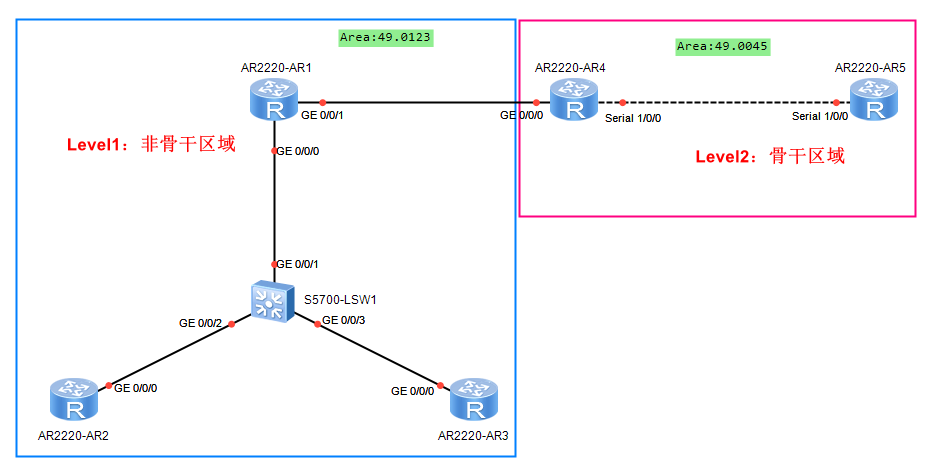 Area:49.0123
Area:49.0045
AR2220-AR1
AR2220-AR4
AR2220-AR5
GE 0/0/1
GE 0/0/0
Serial 1/0/0
Serial 1/0/0
Level1：非骨干区域
GE 0/0/0
Level2：骨干区域
GE 0/0/1
S5700-LSW1
GE 0/0/2
GE 0/0/3
GE 0/0/0
GE 0/0/0
AR2220-AR2
AR2220-AR3
R
R
R
R
R